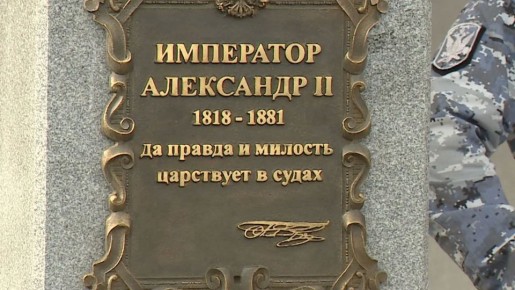 ИМПЕРАТОР
АЛЕКСАНДР II
1818 - 1881
да правда и милость
царствует в судах